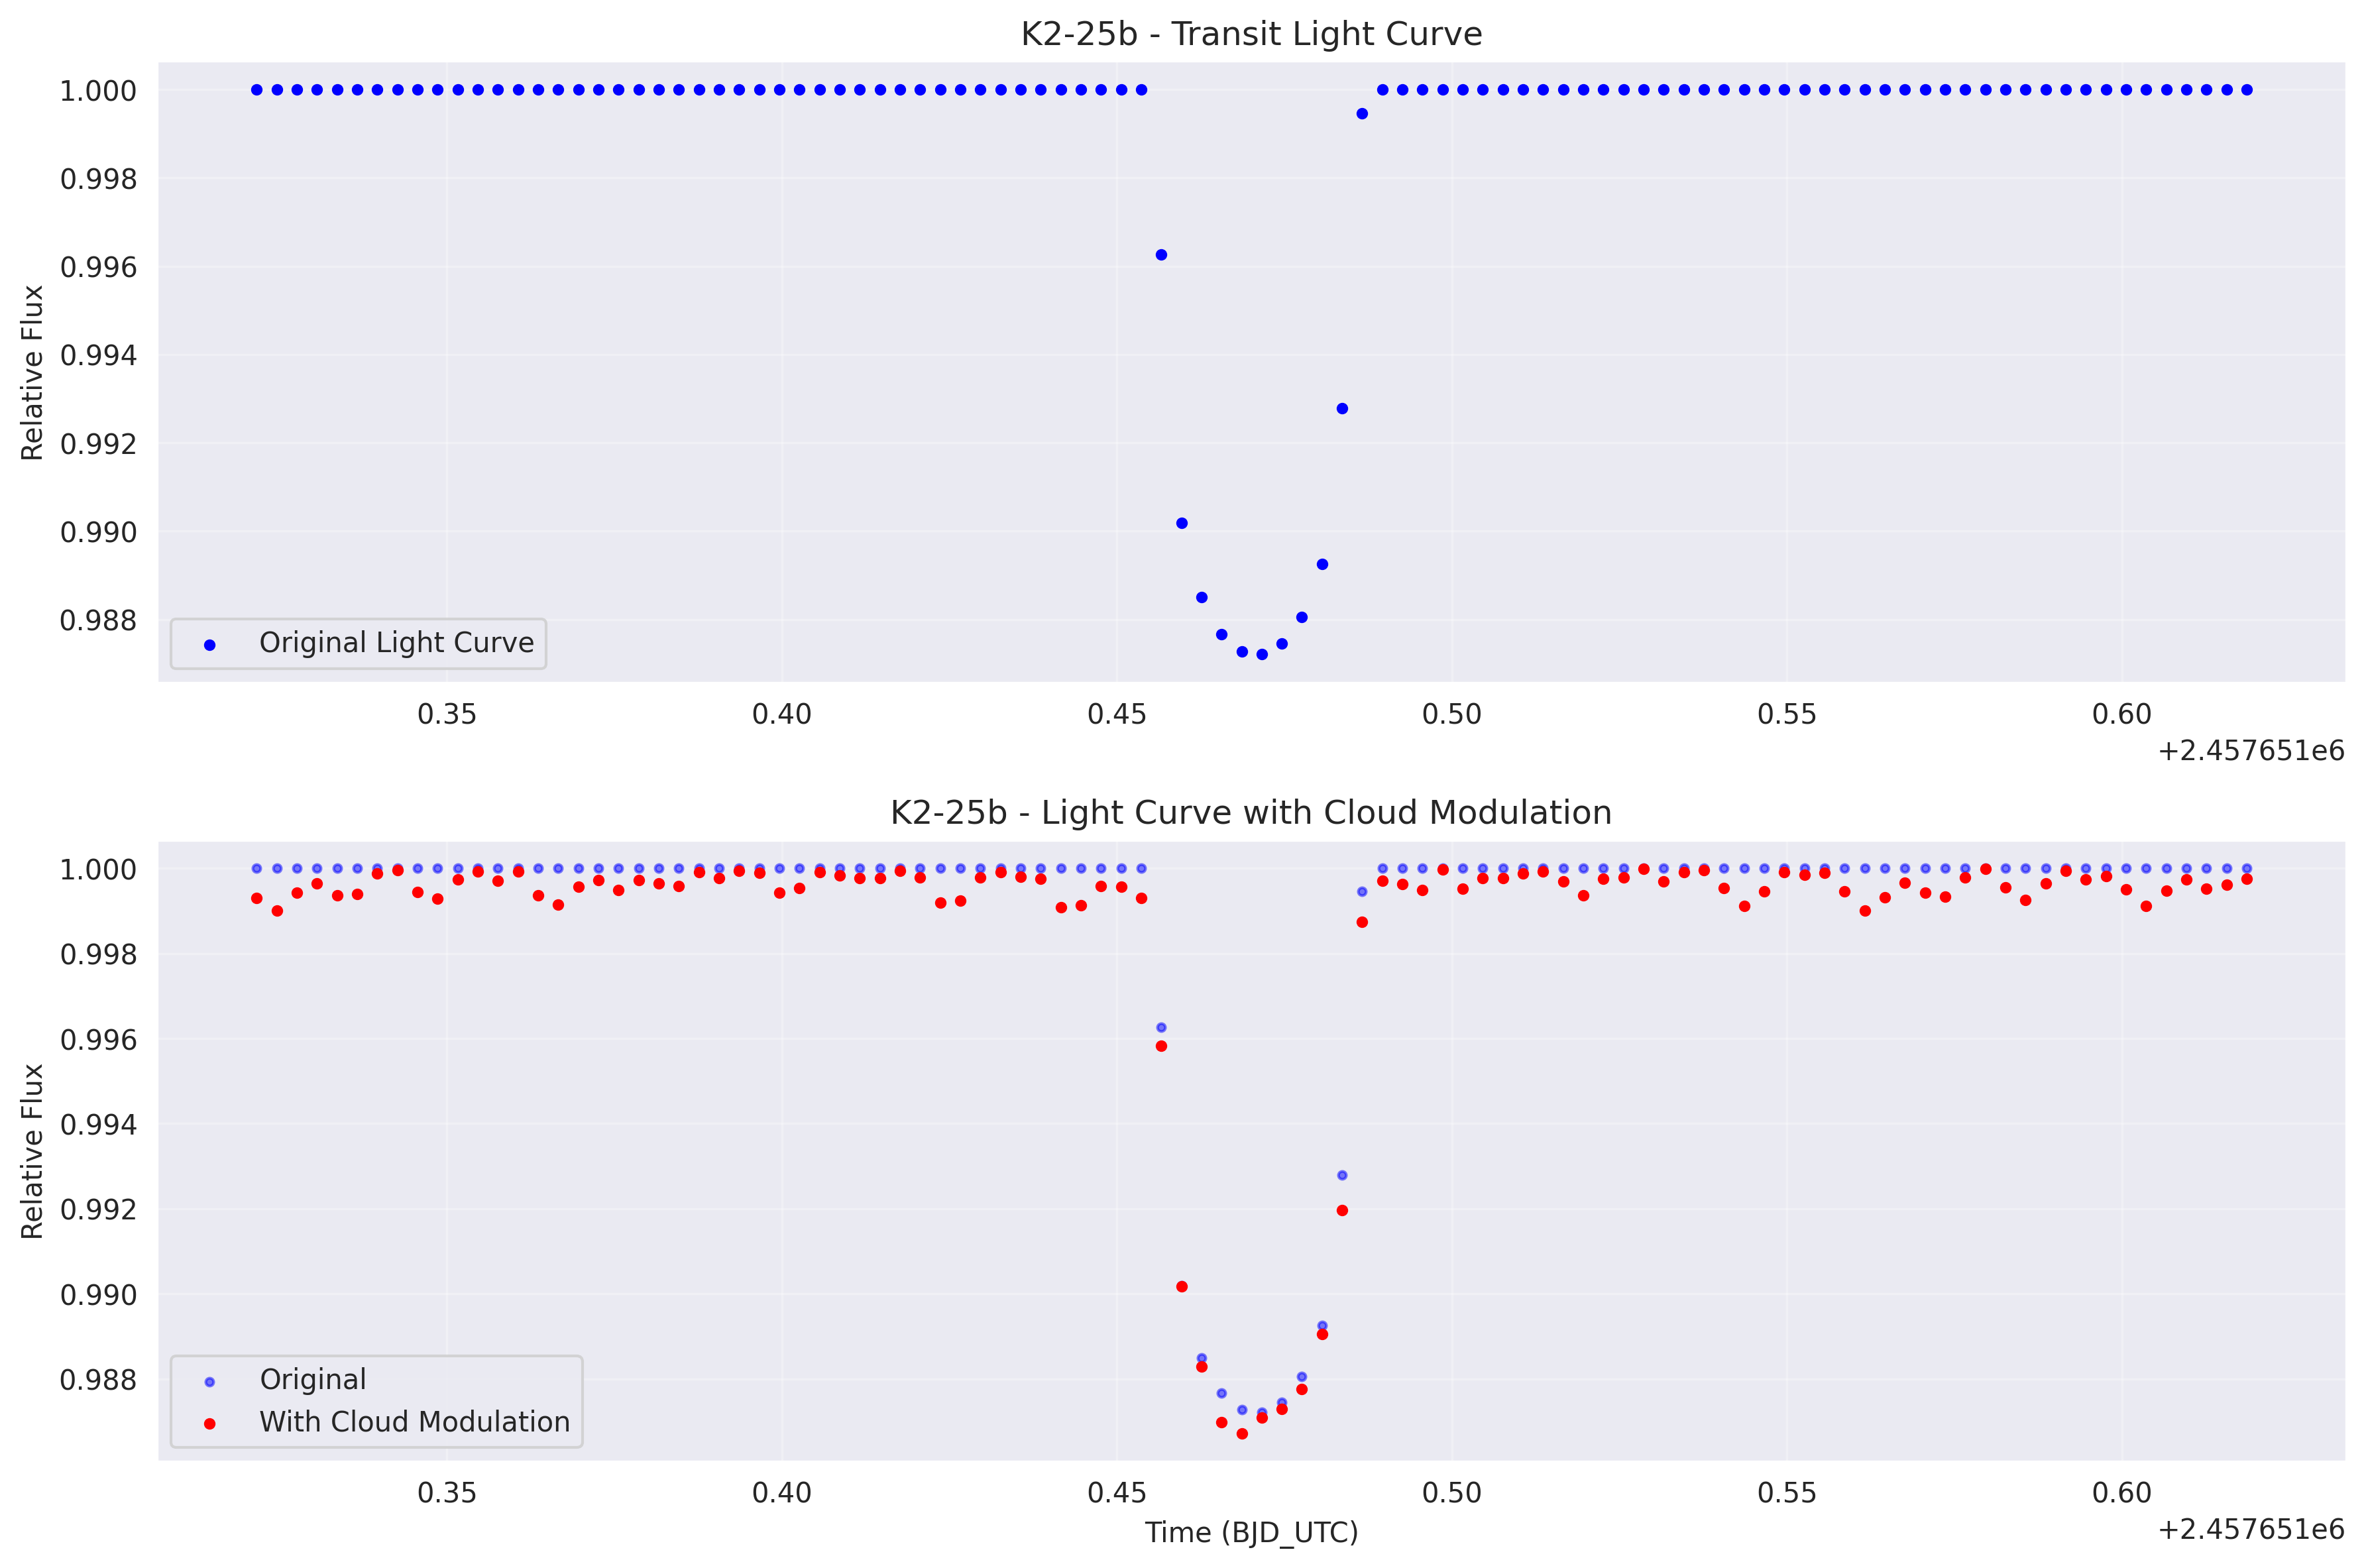 K2-25b - Transit Light Curve
Relative Flux
1.000
0.998
0.996
0.994
0.992
0.990
0.988
Original Light Curve
0.35 0.40 0.45 0.50 0.55 0.60
+2.457651e6
K2-25b - Light Curve with Cloud Modulation
Relative Flux
1.000
0.998
0.996
0.994
0.992
0.990
0.988
Original
With Cloud Modulation
0.35 0.40 0.45 0.50 0.55 0.60
Time (BJD_UTC)
+2.457651e6